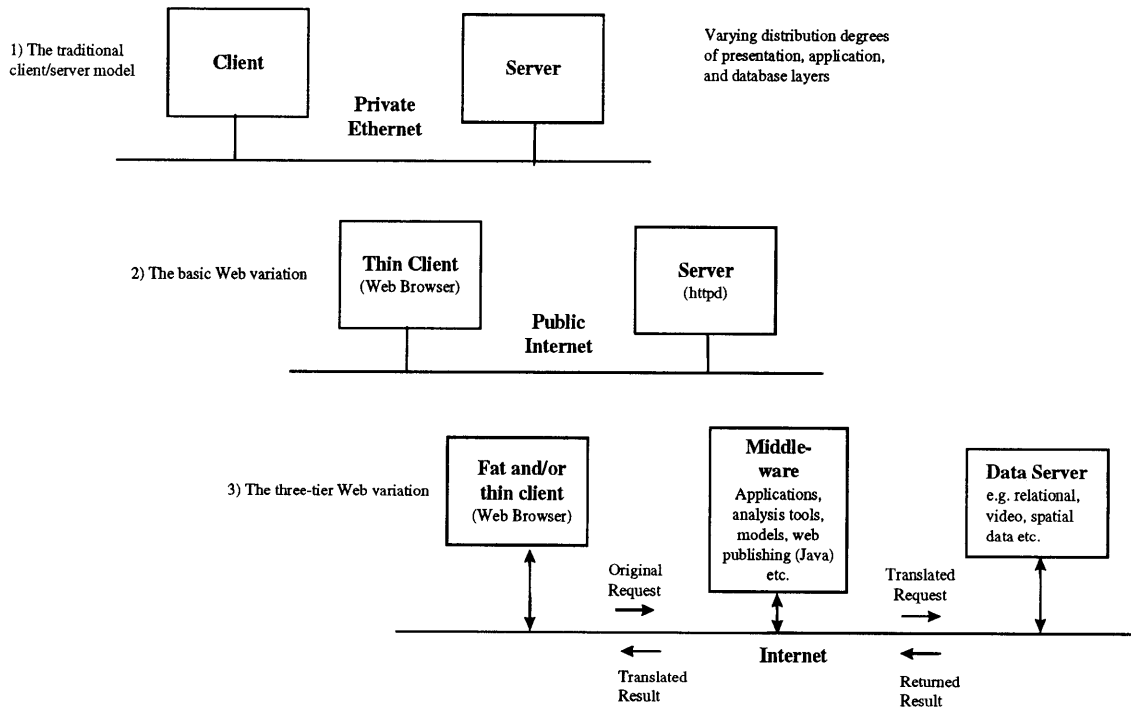 1) The traditional
client/server model
Client
Server
Private
Ethernet
Varying distribution degrees
of presentation, application,
and database layers
2) The basic Web variation
Thin Client
(Web Browser)
Server
(httpd)
Public
Internet
3) The three-tier Web variation
Fat and/or
thin client
(Web Browser)
Middle-
ware
Applications,
analysis tools,
models, web
publishing (Java)
etc.
Data Server
e.g. relational,
video, spatial
data etc.
Original
Request
Translated
Request
Internet
Translated
Result
Returned
Result